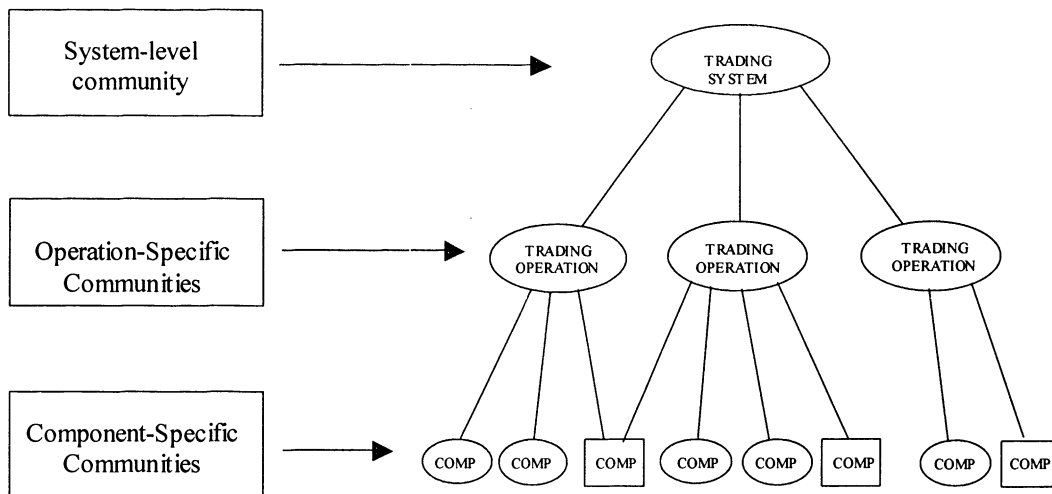 System-level
community
TRADING
SYSTEM
Operation-Specific
Communities
TRADING
OPERATION
TRADING
OPERATION
TRADING
OPERATION
Component-Specific
Communities
COMP
COMP
COMP
COMP
COMP
COMP
COMP
COMP